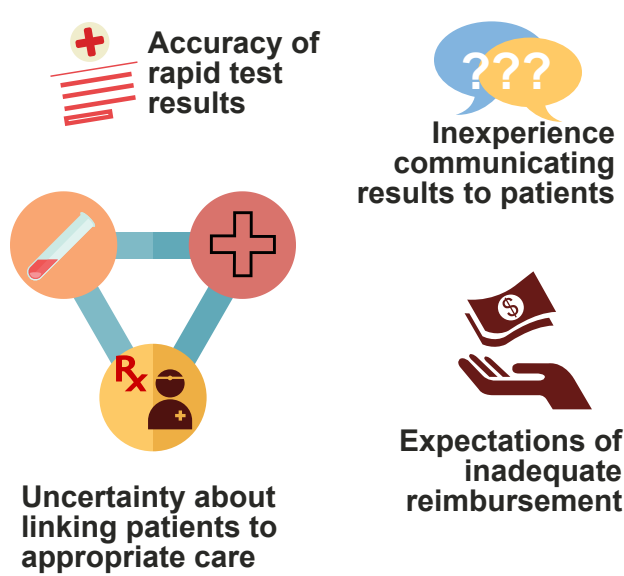 Accuracy of
rapid test
results
???
Inexperience
communicating
results to patients
Rx
$
Expectations of
inadequate
reimbursement
Uncertainty about
linking patients to
appropriate care